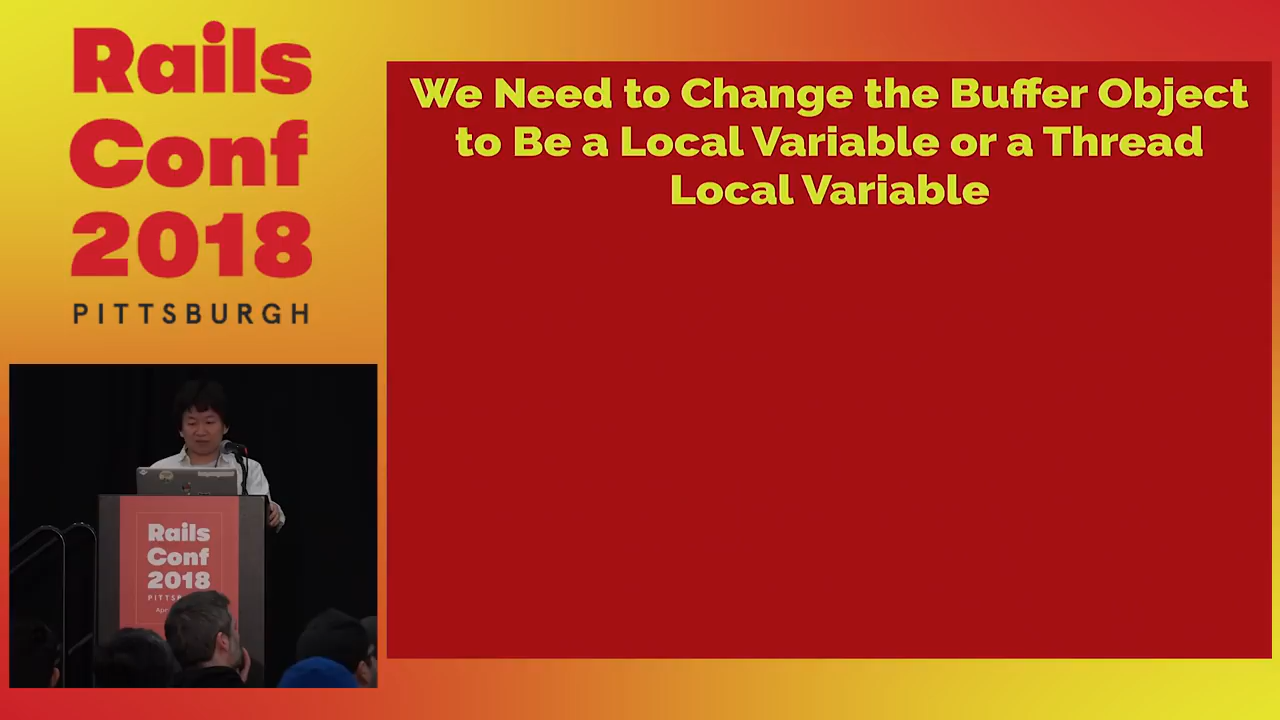 Rails
Conf
2018
PITTSBURGH
We Need to Change the Buffer Object
to Be a Local Variable or a Thread
Local Variable
Rails
Conf
2018